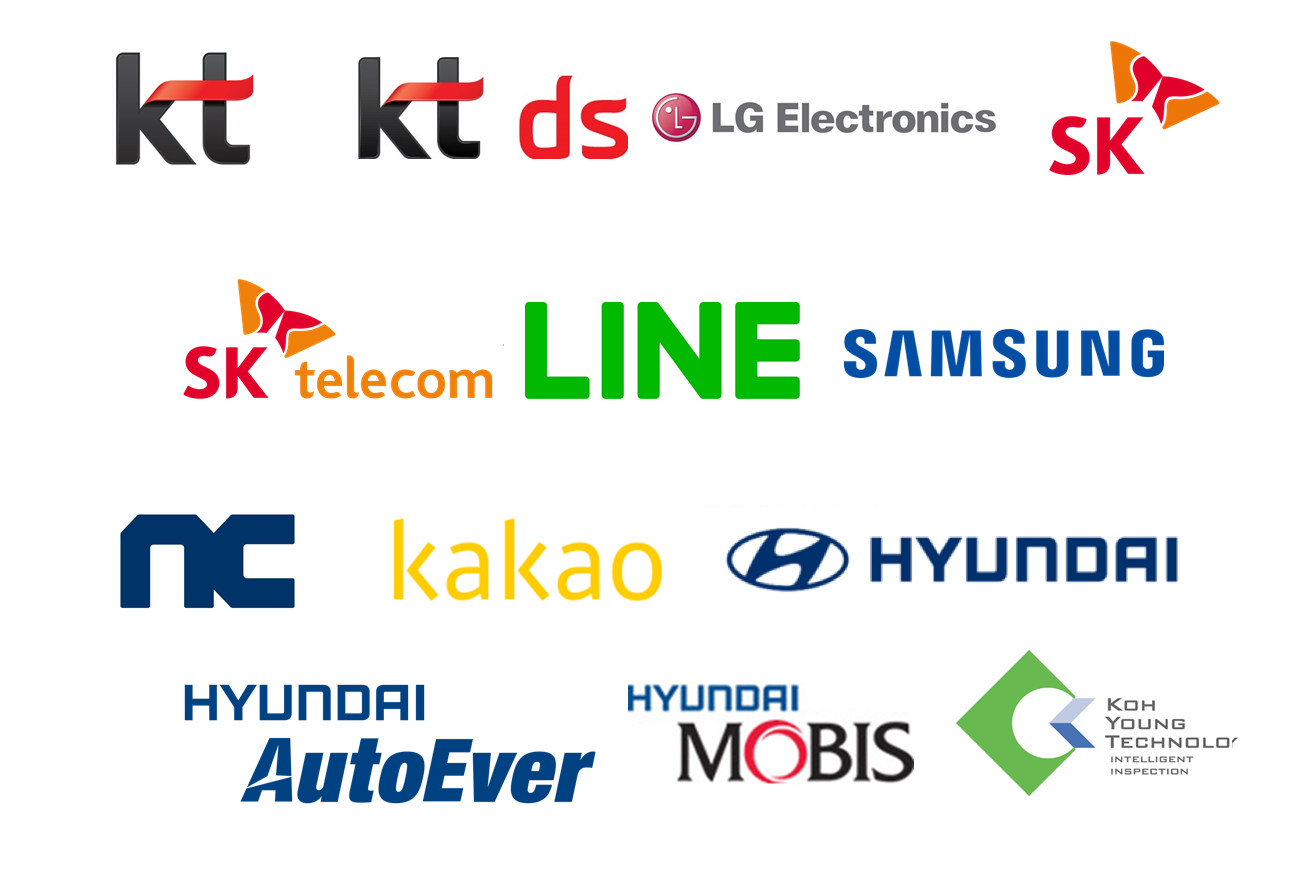 kt
kt ds
LG Electronics
SK
SK telecom
LINE
SAMSUNG
nc
kakao
HYUNDAI
HYUNDAI
AutoEver
HYUNDAI
MOBIS
KOH
YOUNG
TECHNOLO
INTELLIGENT
INSPECTION